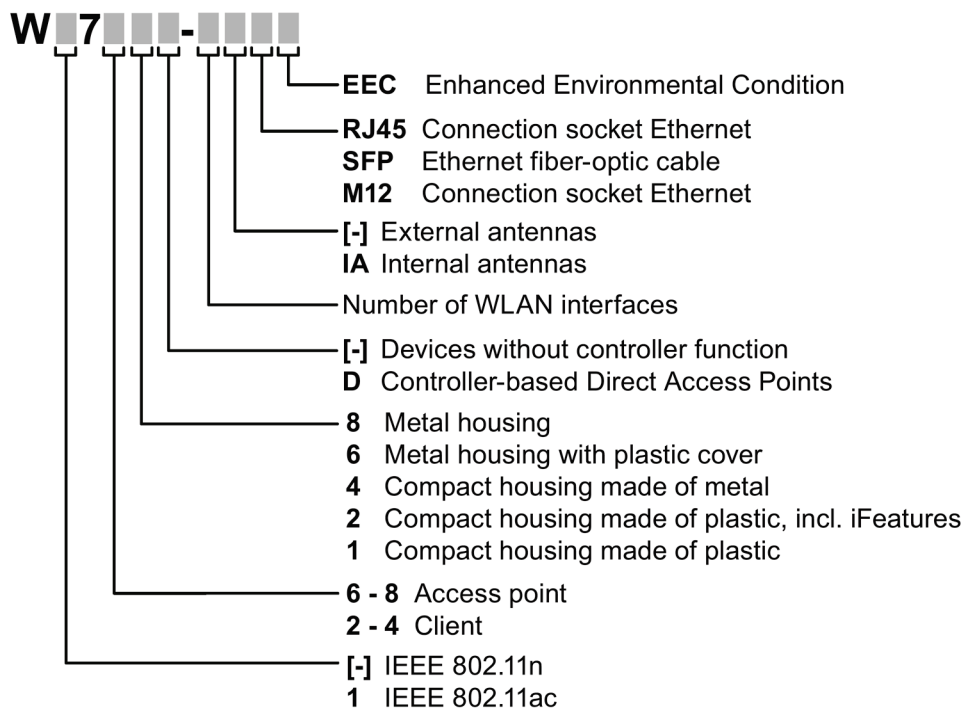 W 7 -
EEC Enhanced Environmental Condition
RJ45 Connection socket Ethernet
SFP Ethernet fiber-optic cable
M12 Connection socket Ethernet
[-] External antennas
IA Internal antennas
Number of WLAN interfaces
[-] Devices without controller function
D Controller-based Direct Access Points
8 Metal housing
6 Metal housing with plastic cover
4 Compact housing made of metal
2 Compact housing made of plastic, incl. iFeatures
1 Compact housing made of plastic
6 - 8 Access point
2 - 4 Client
[-] IEEE 802.11n
1 IEEE 802.11ac